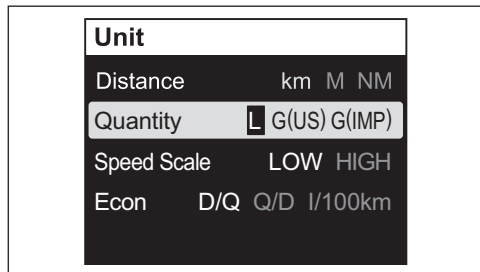 Unit
Distance km M NM
Quantity L G(US) G(IMP)
Speed Scale LOW HIGH
Econ D/Q Q/D l/100km